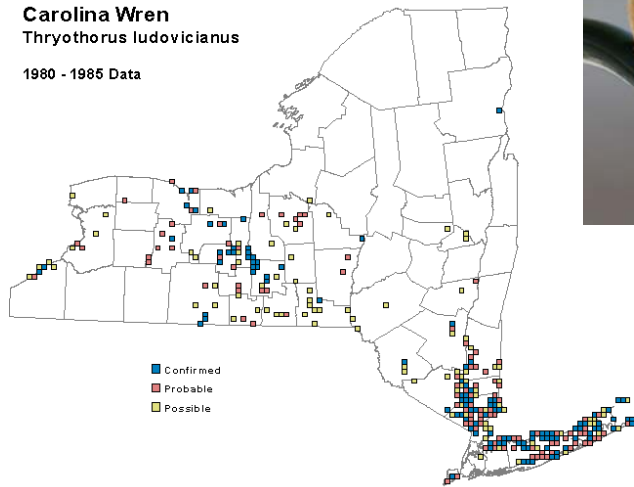 Carolina Wren
Thryothorus ludovicianus
1980 - 1985 Data
Confirmed
Probable
Possible